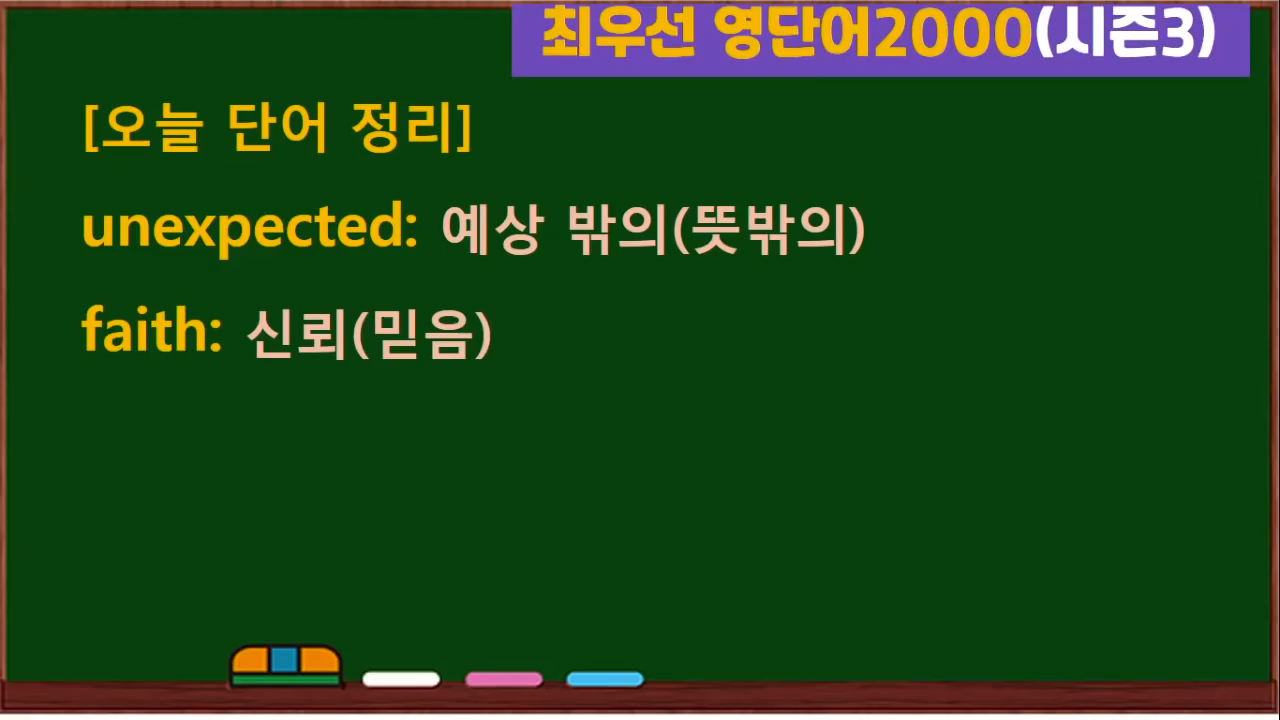 최우선 영단어2000(시즌3)
[오늘 단어 정리]
unexpected: 예상 밖의(뜻밖의)
faith: 신뢰(믿음)